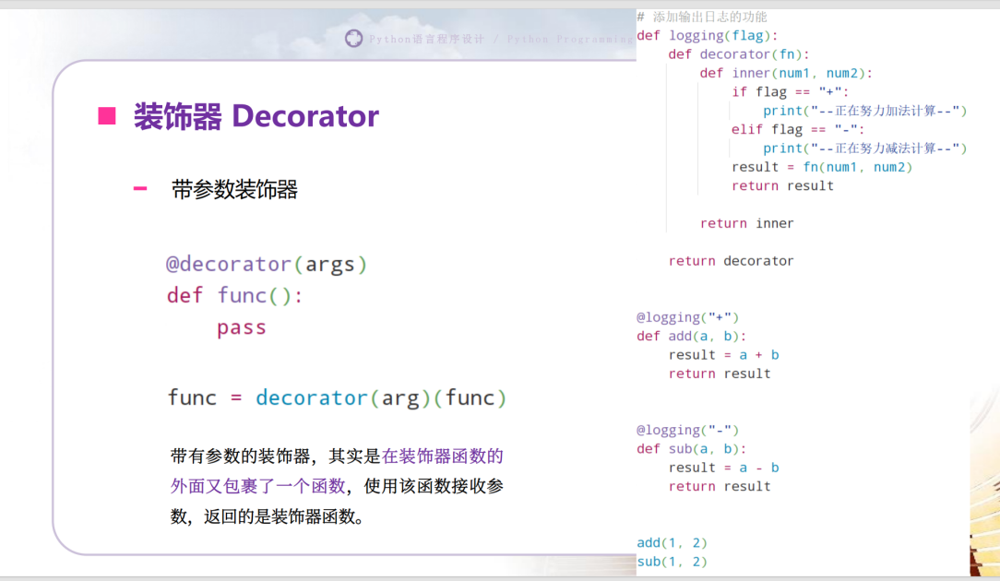 Python语言程序设计 / Python Programming
装饰器 Decorator
带参数装饰器
@decorator(args)
def func():
    pass
func = decorator(arg)(func)
带有参数的装饰器，其实是在装饰器函数的
外面又包裹了一个函数，使用该函数接收参
数，返回的是装饰器函数。
# 添加输出日志的功能
def logging(flag):
    def decorator(fn):
        def inner(num1, num2):
            if flag == "+":
                print("--正在努力加法计算--")
            elif flag == "-":
                print("--正在努力减法计算--")
            result = fn(num1, num2)
            return result
        return inner
    return decorator
@logging("+")
def add(a, b):
    result = a + b
    return result
@logging("-")
def sub(a, b):
    result = a - b
    return result
add(1, 2)
sub(1, 2)